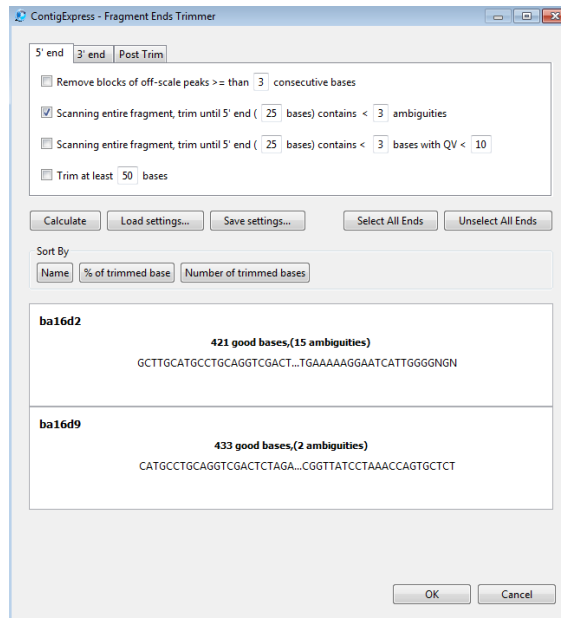 ContigExpress - Fragment Ends Trimmer
5' end 3' end Post Trim
Remove blocks of off-scale peaks >= than 3 consecutive bases
Scanning entire fragment, trim until 5' end ( 25 bases) contains < 3 ambiguities
Scanning entire fragment, trim until 5' end ( 25 bases) contains < 3 bases with QV < 10
Trim at least 50 bases
Calculate Load settings... Save settings... Select All Ends Unselect All Ends
Sort By
Name % of trimmed base Number of trimmed bases
ba16d2
421 good bases,(15 ambiguities)
GCTTGCATGCCTGCAGGTCGACT...TGAAAAAGGAATCATTGGGGNGN
ba16d9
433 good bases,(2 ambiguities)
CATGCCTGCAGGTCGACTCTAGA...CGGTTATCCTAAACCAGTGCTCT
OK Cancel